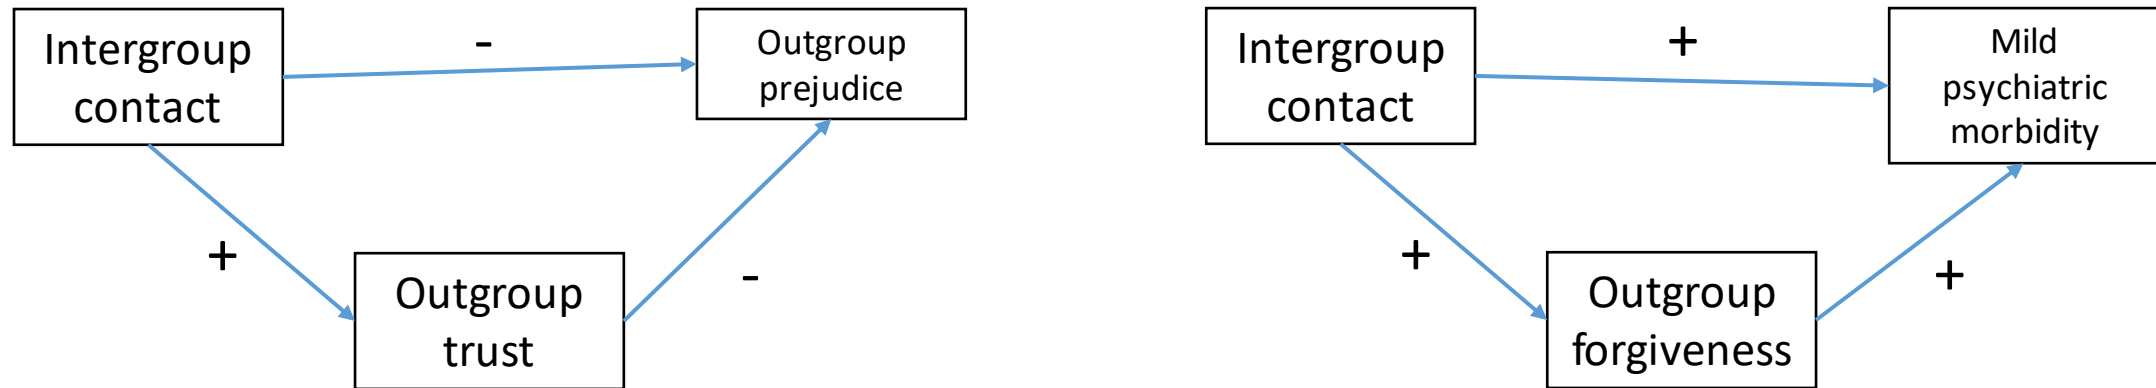 Intergroup
contact
-
Outgroup
prejudice
+
Outgroup
trust
-
Intergroup
contact
+
Mild
psychiatric
morbidity
+
Outgroup
forgiveness
+